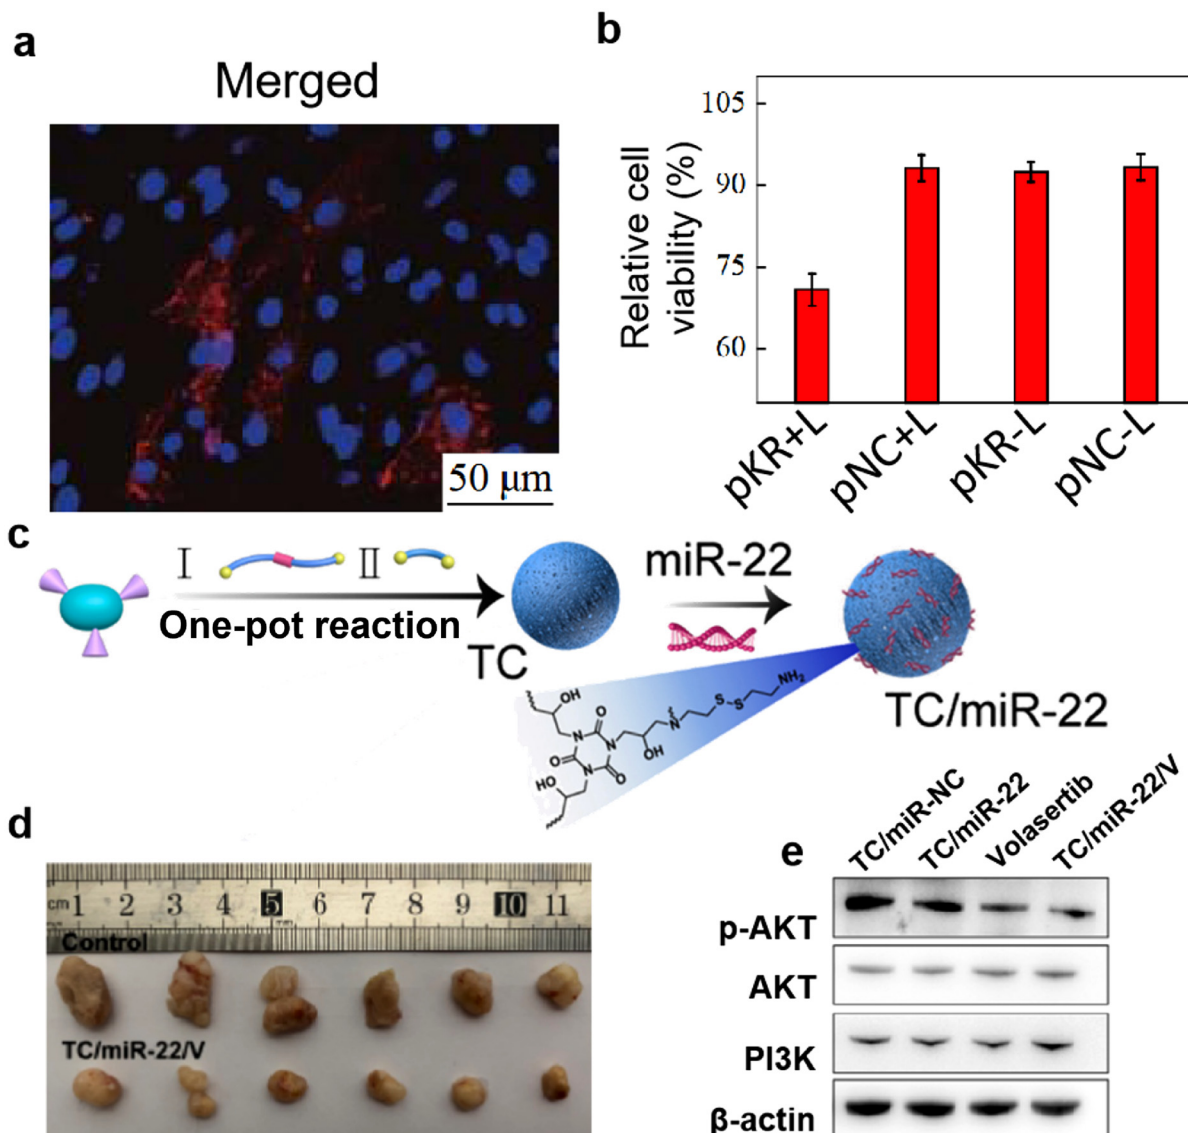 a
Merged
50 μm
b
Relative cell
viability (%)
105
90
75
60
pKR+L
pNC+L
pKR-L
pNC-L
c
I
II
One-pot reaction
TC
miR-22
TC/miR-22
OH
O
N
O
N
O
N
OH
HO
N
S
S
NH2
d
cm 1 2 3 4 5 6 7 8 9 10 11
Control
TC/miR-22/V
e
TC/miR-NC
TC/miR-22
Volasertib
TC/miR-22/V
p-AKT
AKT
PI3K
β-actin